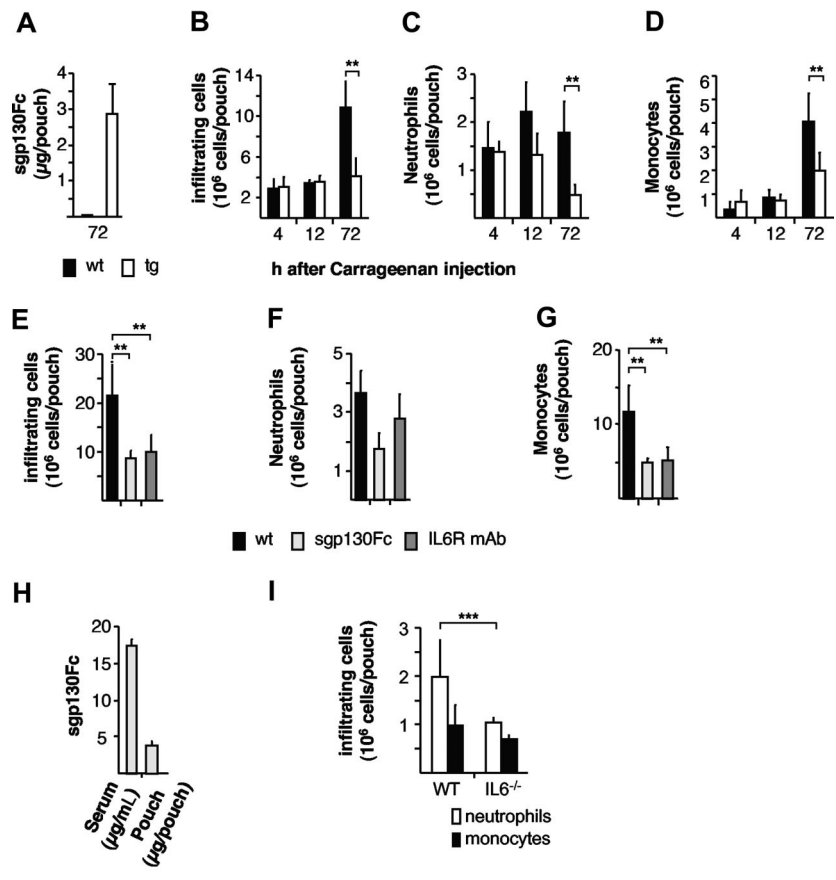 A
sgp130Fc
(µg/pouch)
4
3
2
1
72
wt
tg
B
infiltrating cells
(10⁶ cells/pouch)
14
10
6
2
**
4 12 72
C
Neutrophils
(10⁶ cells/pouch)
3
2
1
**
4 12 72
D
Monocytes
(10⁶ cells/pouch)
6
5
4
3
2
1
**
4 12 72
h after Carrageenan injection
E
infiltrating cells
(10⁶ cells/pouch)
30
20
10
**
**
F
Neutrophils
(10⁶ cells/pouch)
5
3
1
G
Monocytes
(10⁶ cells/pouch)
20
10
**
**
wt
sgp130Fc
IL6R mAb
H
sgp130Fc
20
15
10
5
Serum
(µg/mL)
Pouch
(µg/pouch)
I
infiltrating cells
(10⁶ cells/pouch)
3
2
1
***
WT IL6⁻/⁻
neutrophils
monocytes